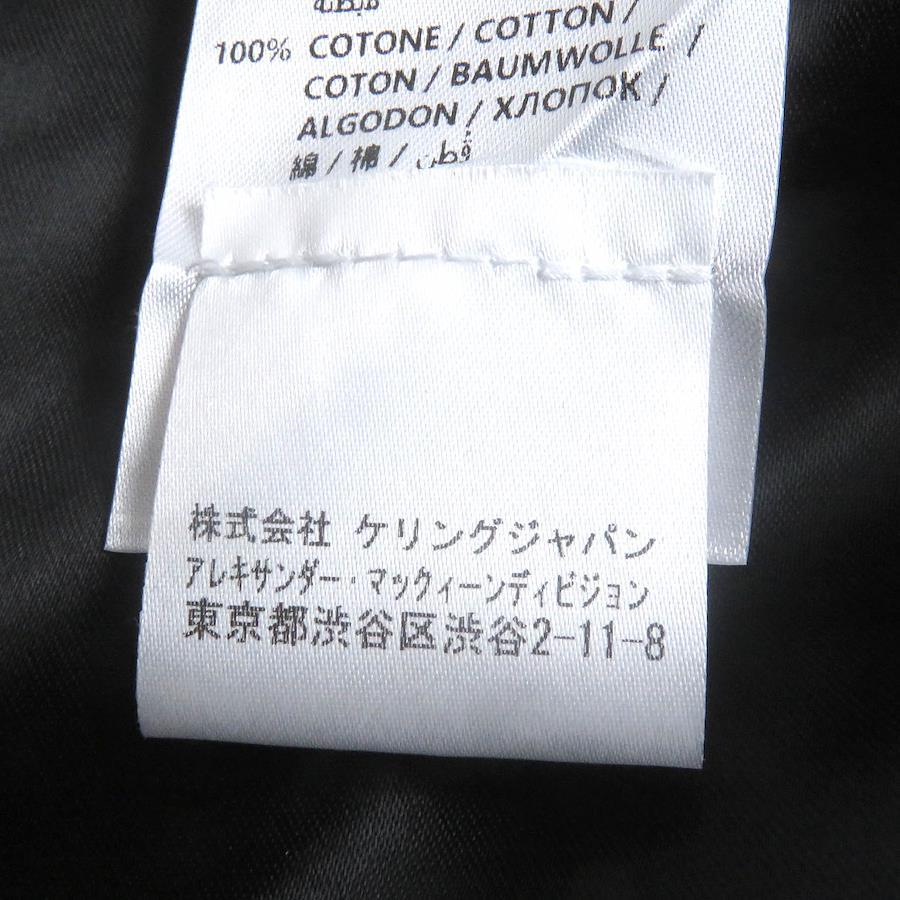 100% COTONE / COTTON /
COTON / BAUMWOLLE /
ALGODON / ХЛОПОК /
綿 / 棉 / قطن
株式会社 ケリングジャパン
アレキサンダー・マックィーンディビジョン
東京都渋谷区渋谷2-11-8